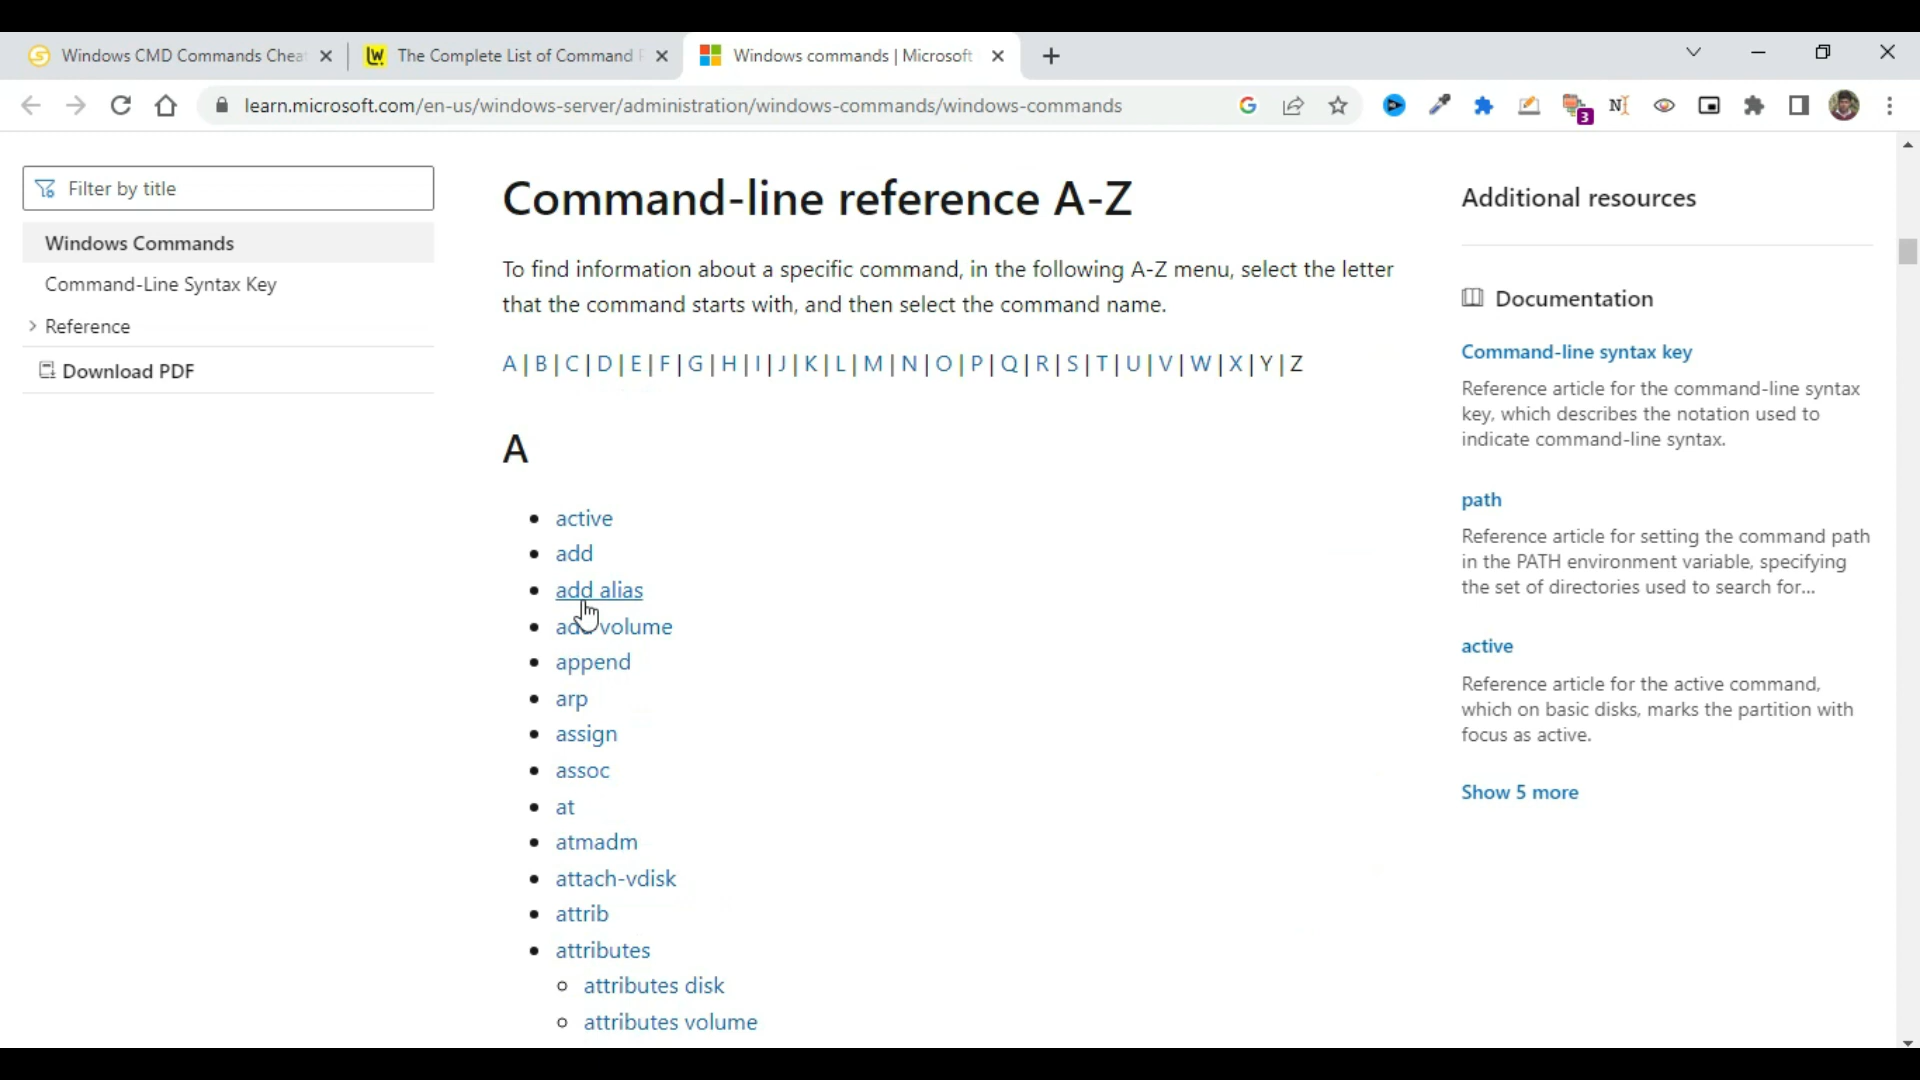 Windows CMD Commands Chea
The Complete List of Command
Windows commands | Microsoft
learn.microsoft.com/en-us/windows-server/administration/windows-commands/windows-commands
3
Filter by title
Windows Commands
Command-Line Syntax Key
Reference
Download PDF
Command-line reference A-Z
To find information about a specific command, in the following A-Z menu, select the letter
that the command starts with, and then select the command name.
A | B | C | D | E | F | G | H | I | J | K | L | M | N | O | P | Q | R | S | T | U | V | W | X | Y | Z
A
active
add
add alias
add volume
append
arp
assign
assoc
at
atmadm
attach-vdisk
attrib
attributes
attributes disk
attributes volume
Additional resources
Documentation
Command-line syntax key
Reference article for the command-line syntax
key, which describes the notation used to
indicate command-line syntax.
path
Reference article for setting the command path
in the PATH environment variable, specifying
the set of directories used to search for...
active
Reference article for the active command,
which on basic disks, marks the partition with
focus as active.
Show 5 more